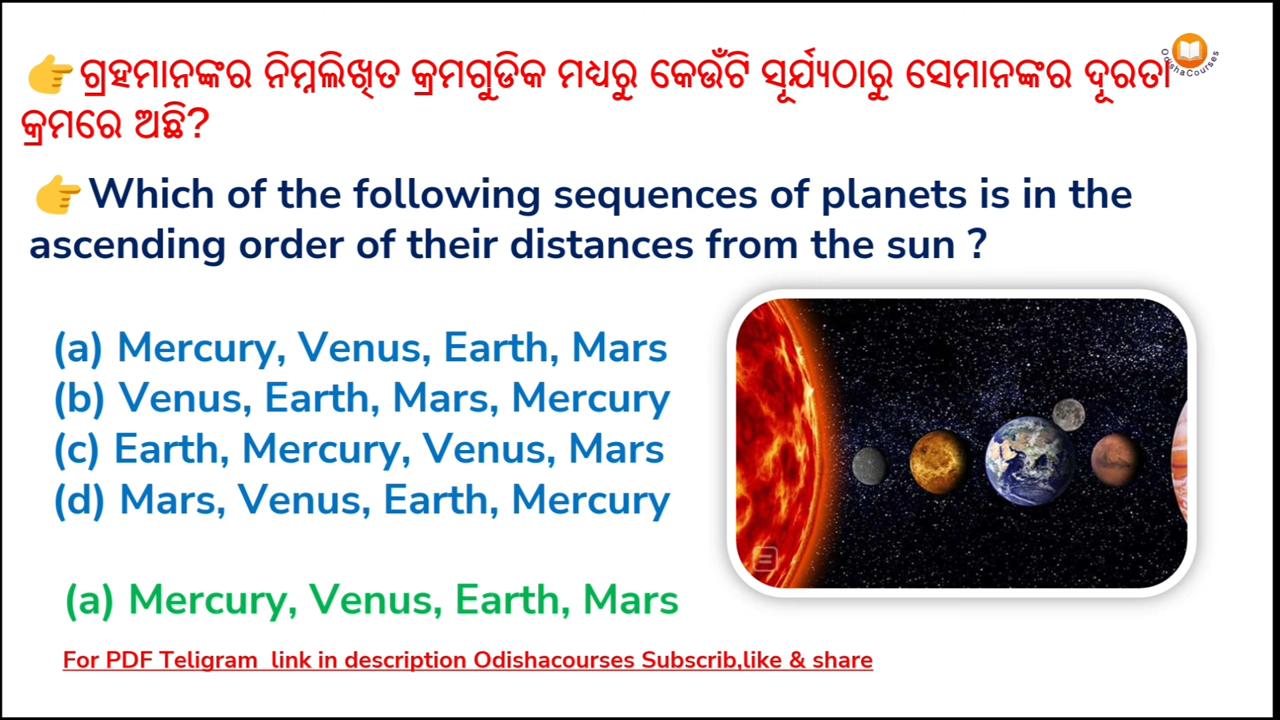 👉ଗ୍ରହମାନଙ୍କର ନିମ୍ନଲିଖିତ କ୍ରମଗୁଡିକ ମଧ୍ୟରୁ କେଉଁଟି ସୂର୍ଯ୍ୟଠାରୁ ସେମାନଙ୍କର ଦୂରତା
କ୍ରମରେ ଅଛି?
OdishaCourses
👉Which of the following sequences of planets is in the
ascending order of their distances from the sun ?
(a) Mercury, Venus, Earth, Mars
(b) Venus, Earth, Mars, Mercury
(c) Earth, Mercury, Venus, Mars
(d) Mars, Venus, Earth, Mercury
(a) Mercury, Venus, Earth, Mars
For PDF Teligram link in description Odishacourses Subscrib,like & share